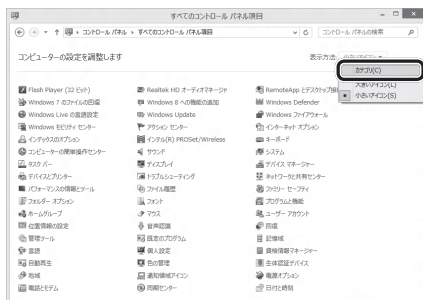 すべてのコントロール パネル項目
コントロール パネル ▸ すべてのコントロール パネル項目
コントロール パネルの検索
コンピューターの設定を調整します
表示方法: 小さいアイコン
カテゴリ(C)
大きいアイコン(L)
小さいアイコン(S)
Flash Player (32 ビット)
Realtek HD オーディオマネージャ
RemoteApp とデスクトップ接
Windows 7 のファイルの回復
Windows 8 への機能の追加
Windows Defender
Windows Live の言語設定
Windows Update
Windows ファイアウォール
Windows モビリティ センター
アクション センター
インターネット オプション
インデックスのオプション
インテル(R) PROSet/Wireless
キーボード
コンピューターの簡単操作センター
サウンド
システム
タスク バー
ディスプレイ
デバイス マネージャー
デバイスとプリンター
トラブルシューティング
ネットワークと共有センター
パフォーマンスの情報とツール
ファイル履歴
ファミリー セーフティ
フォルダー オプション
フォント
プログラムと機能
ホームグループ
マウス
ユーザー アカウント
位置情報の設定
音声認識
回復
管理ツール
既定のプログラム
記憶域
言語
個人設定
資格情報マネージャー
自動再生
色の管理
生体認証デバイス
地域
通知領域アイコン
電源オプション
電話とモデム
同期センター
日付と時刻